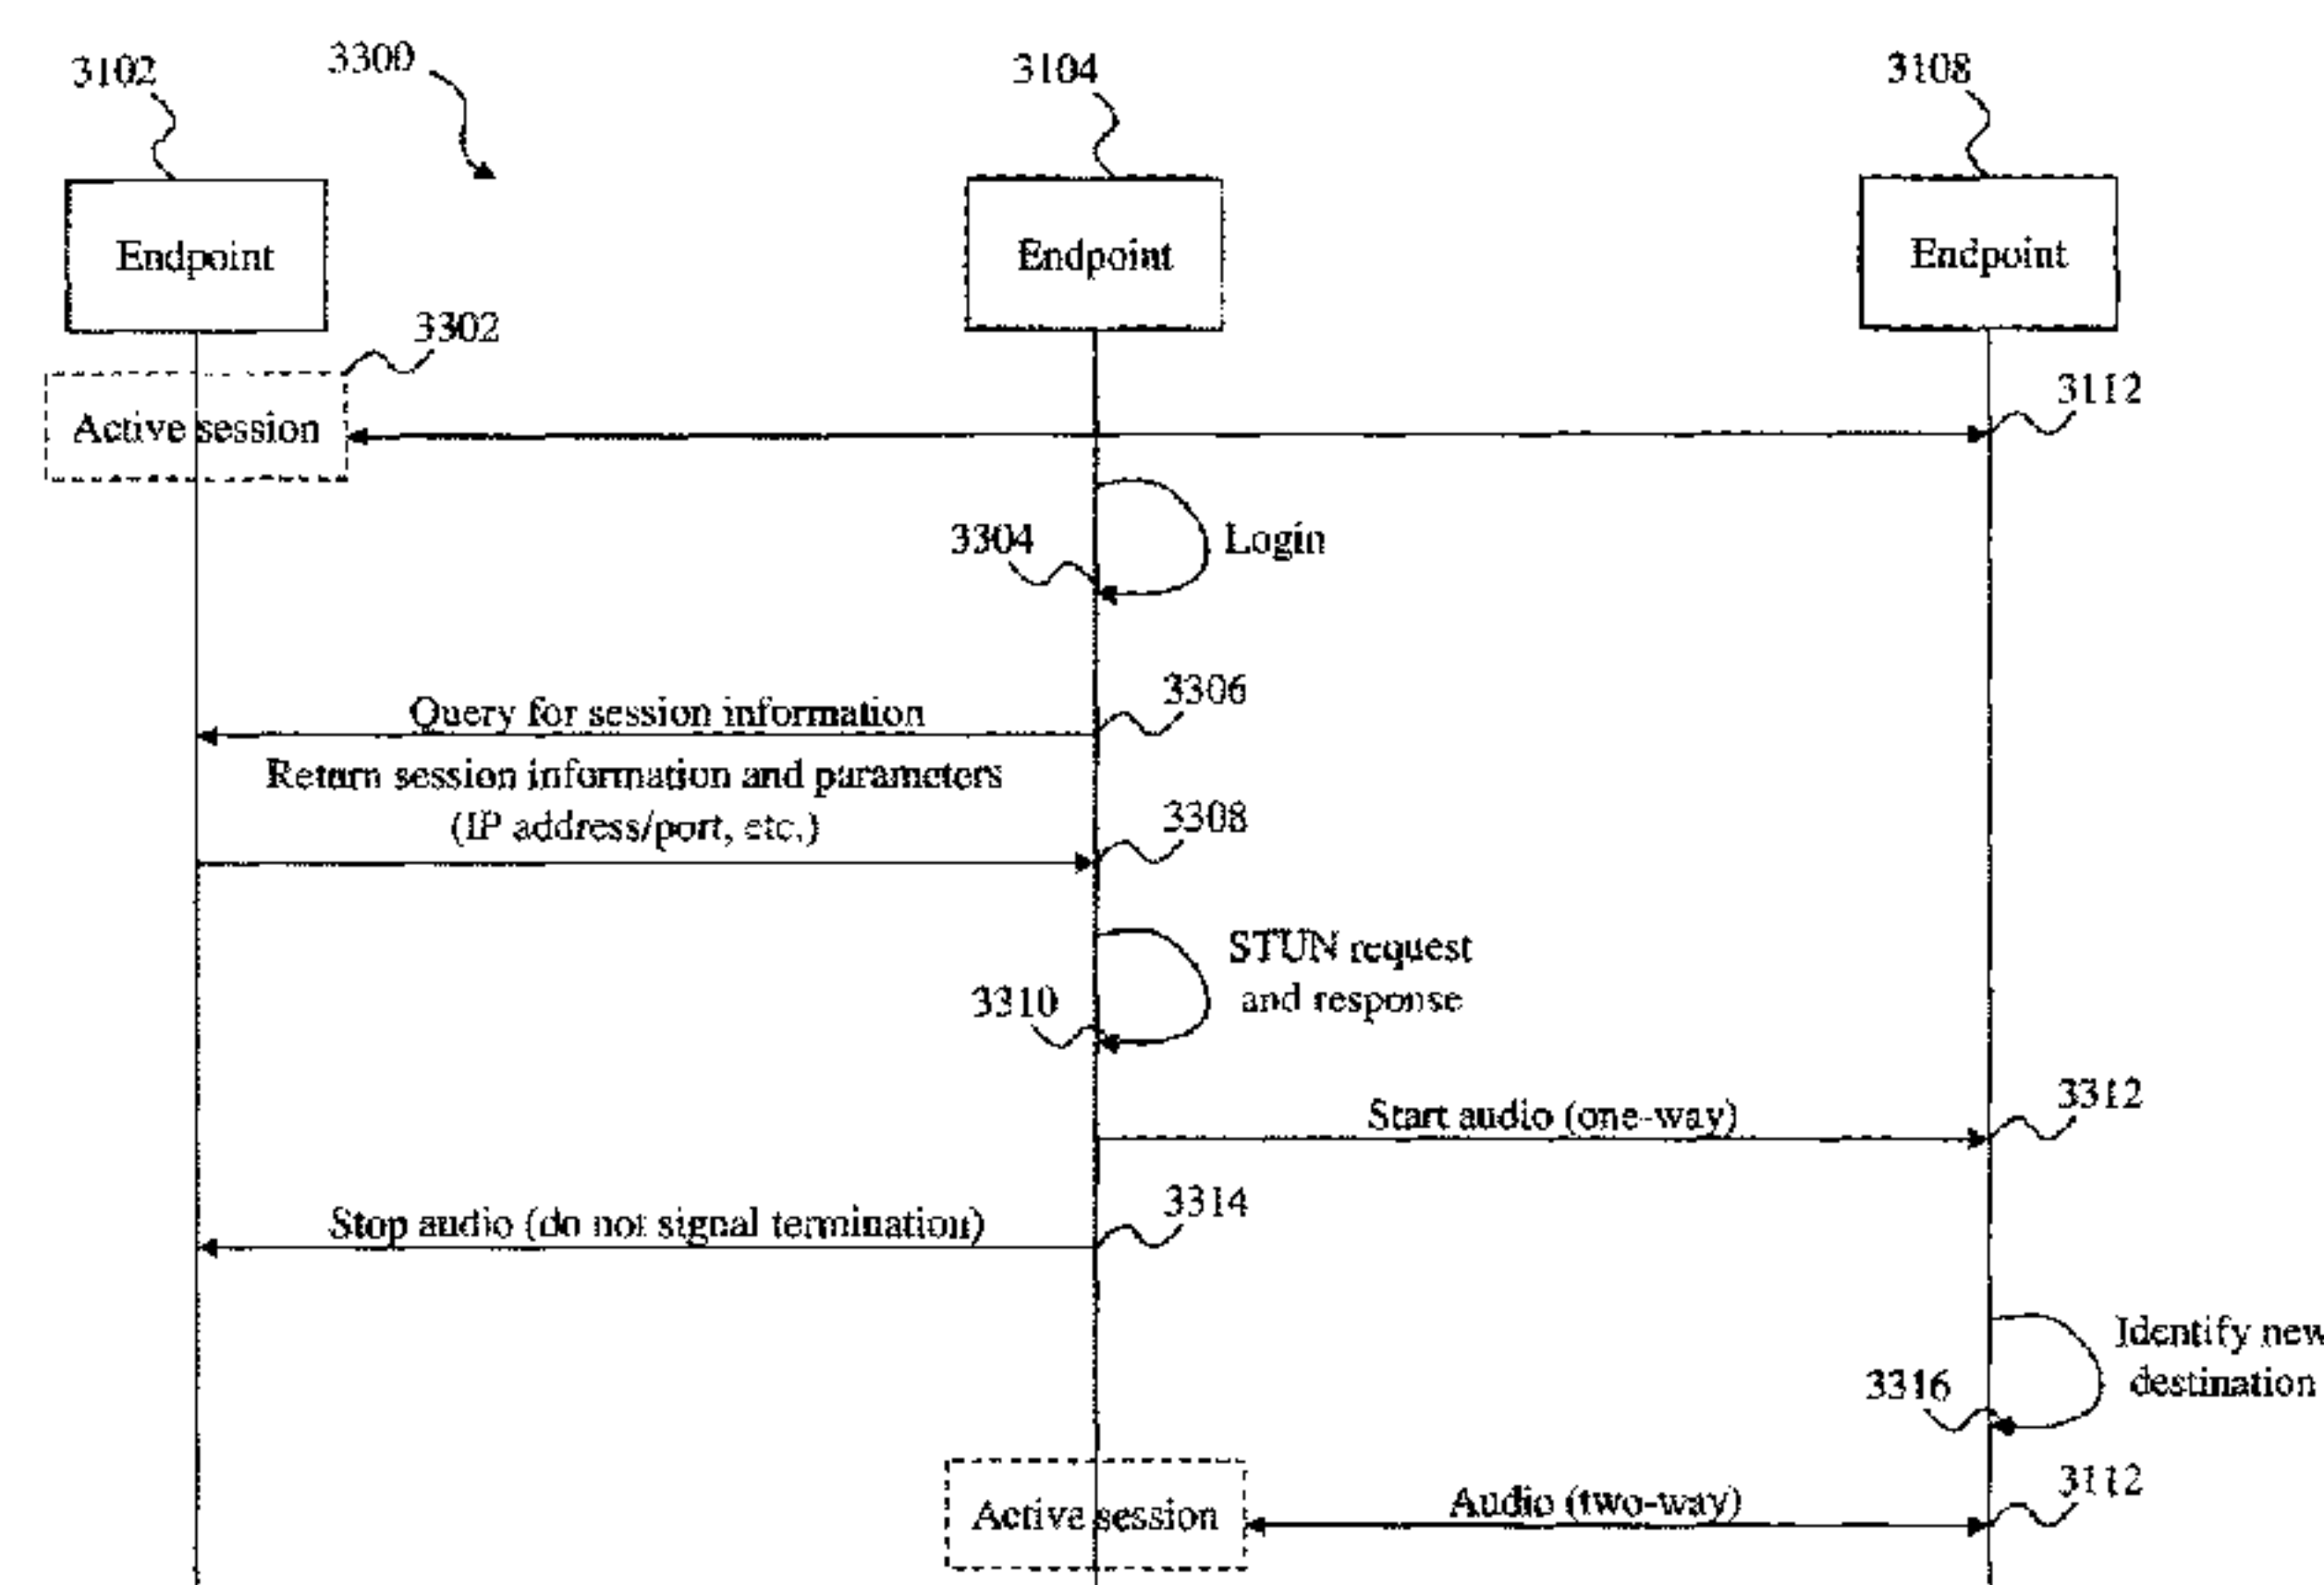 3102
3300
3104
3108
Endpoint
Endpoint
Endpoint
3302
3112
Active session
3304
Login
3306
Query for session information
Return session information and parameters
(IP address/port, etc.)
3308
STUN request
and response
3310
3312
Start audio (one-way)
3314
Stop audio (do not signal termination)
Identify new
destination
3316
3112
Audio (two-way)
Active session